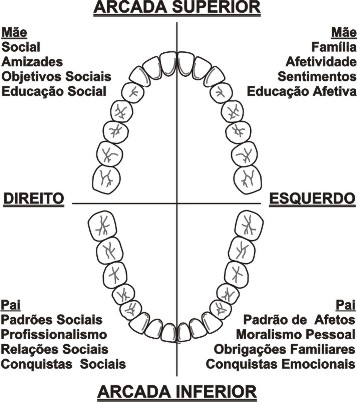 ARCADA SUPERIOR
Mãe
Social
Amizades
Objetivos Sociais
Educação Social
Mãe
Família
Afetividade
Sentimentos
Educação Afetiva
DIREITO
ESQUERDO
Pai
Padrões Sociais
Profissionalismo
Relações Sociais
Conquistas Sociais
Pai
Padrão de Afetos
Moralismo Pessoal
Obrigações Familiares
Conquistas Emocionais
ARCADA INFERIOR